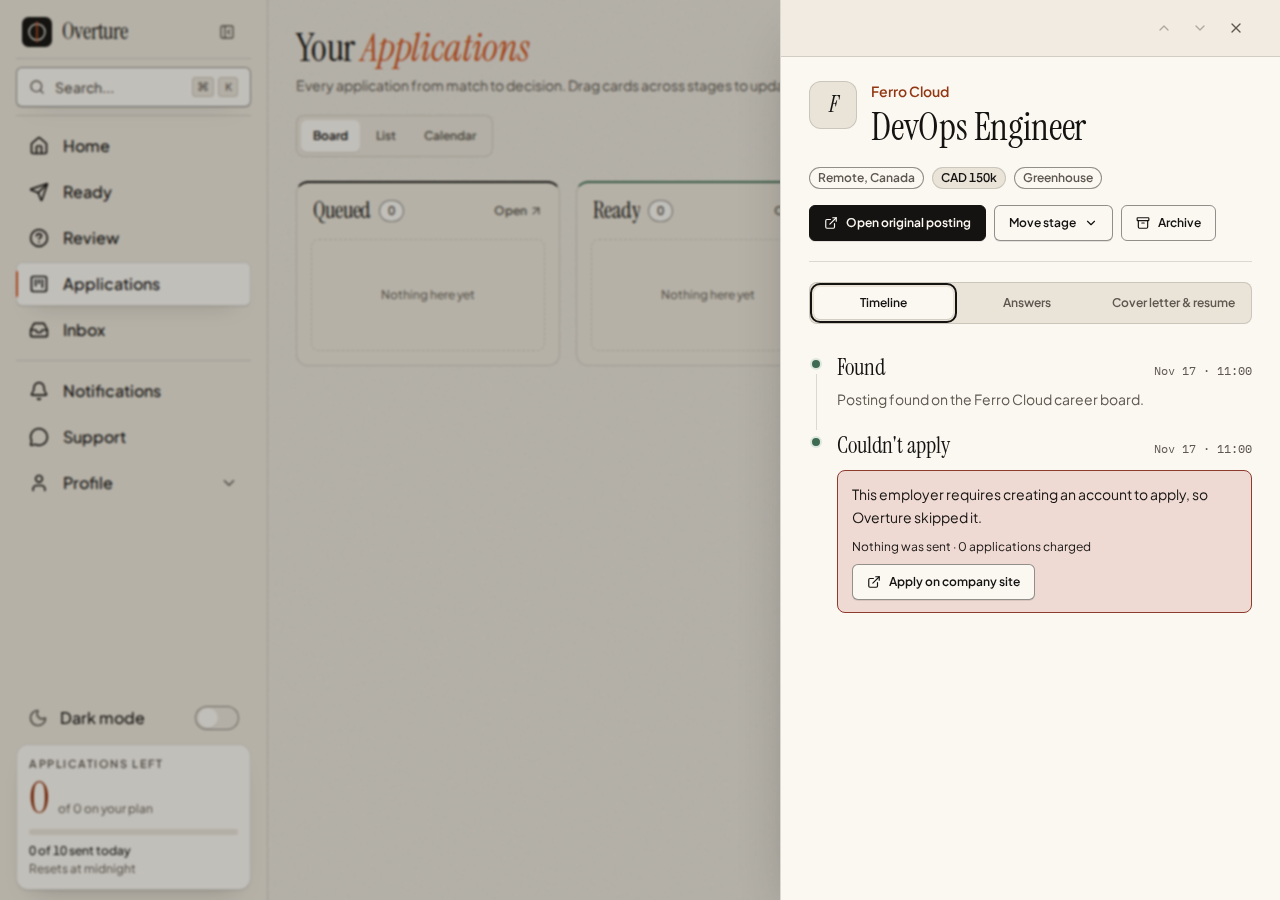 Overture
Search...
⌘ K
Home
Ready
Review
Applications
Inbox
Notifications
Support
Profile
Dark mode
APPLICATIONS LEFT
0 of 0 on your plan
0 of 10 sent today
Resets at midnight
Your Applications
Every application from match to decision. Drag cards across stages to
Board List Calendar
Queued 0 Open
Nothing here yet
Ready 0
Nothing here yet
F
Ferro Cloud
DevOps Engineer
Remote, Canada CAD 150k Greenhouse
Open original posting Move stage Archive
Timeline Answers Cover letter & resume
Found Nov 17 · 11:00
Posting found on the Ferro Cloud career board.
Couldn't apply Nov 17 · 11:00
This employer requires creating an account to apply, so
Overture skipped it.
Nothing was sent · 0 applications charged
Apply on company site